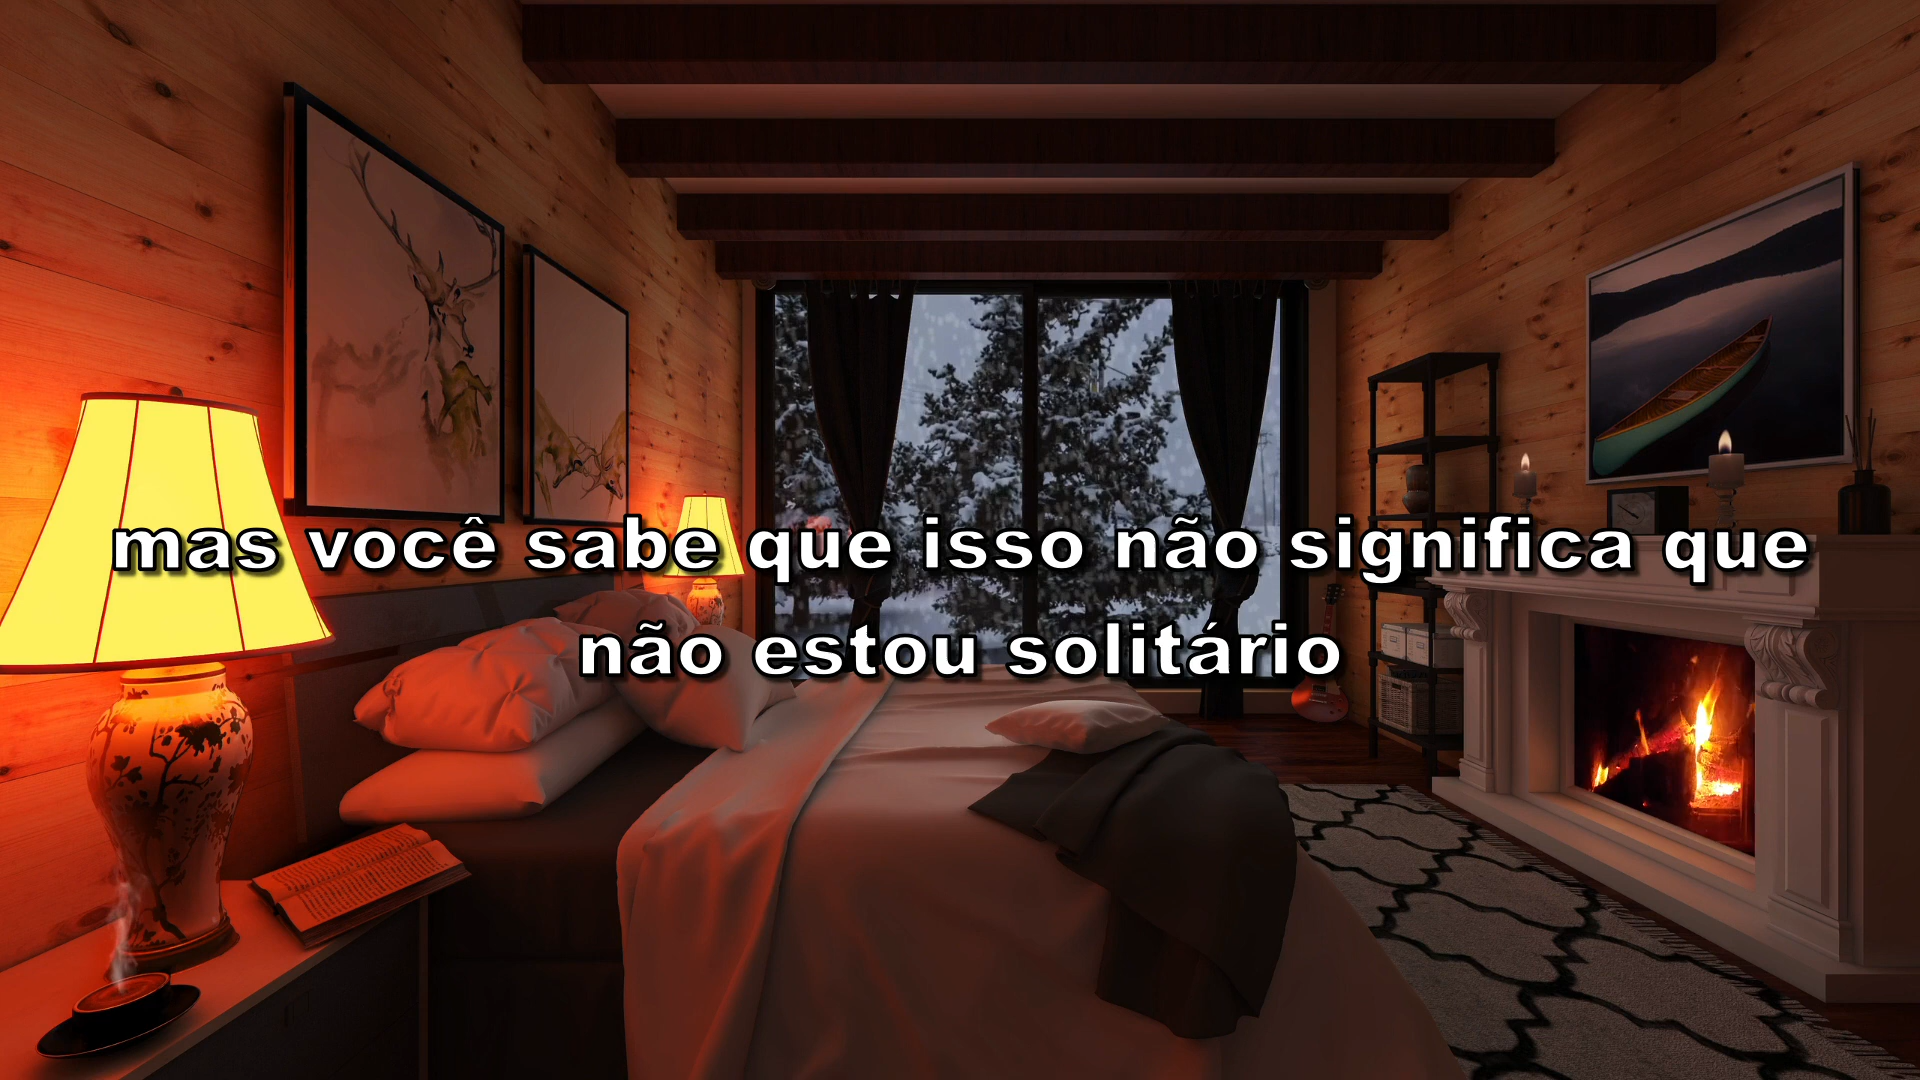 mas você sabe que isso não significa que
não estou solitário